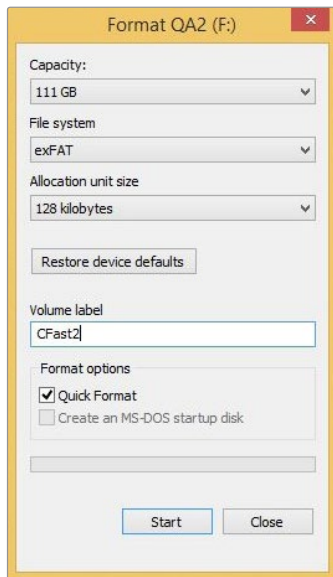 Format QA2 (F:)
Capacity:
111 GB
File system
exFAT
Allocation unit size
128 kilobytes
Restore device defaults
Volume label
CFast2
Format options
Quick Format
Create an MS-DOS startup disk
Start Close